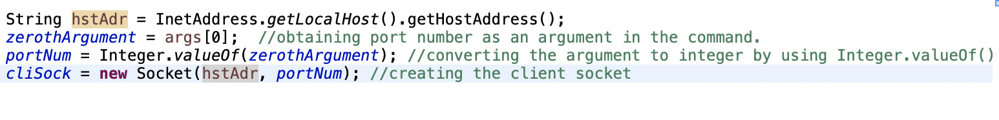 String hstAdr = InetAddress.getLocalHost().getHostAddress();
zerothArgument = args[0];  //obtaining port number as an argument in the command.
portNum = Integer.valueOf(zerothArgument); //converting the argument to integer by using Integer.valueOf()
cliSock = new Socket(hstAdr, portNum); //creating the client socket